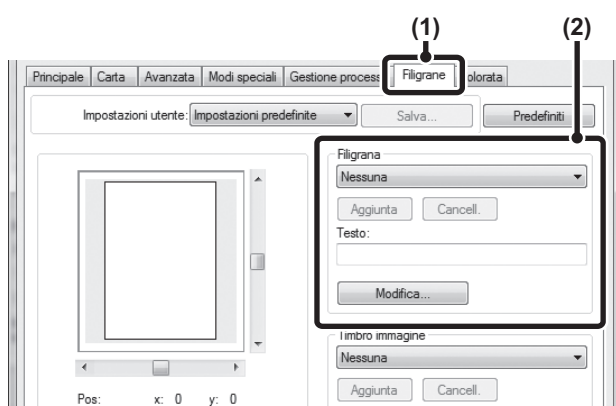 (1) (2)
Principale Carta Avanzata Modi speciali Gestione process Filigrane olorata
Impostazioni utente: Impostazioni predefinite Salva... Predefiniti
Filigrana
Nessuna
Aggiunta Cancell.
Testo:
Modifica...
Timbro immagine
Nessuna
Aggiunta Cancell.
Pos: x: 0 y: 0